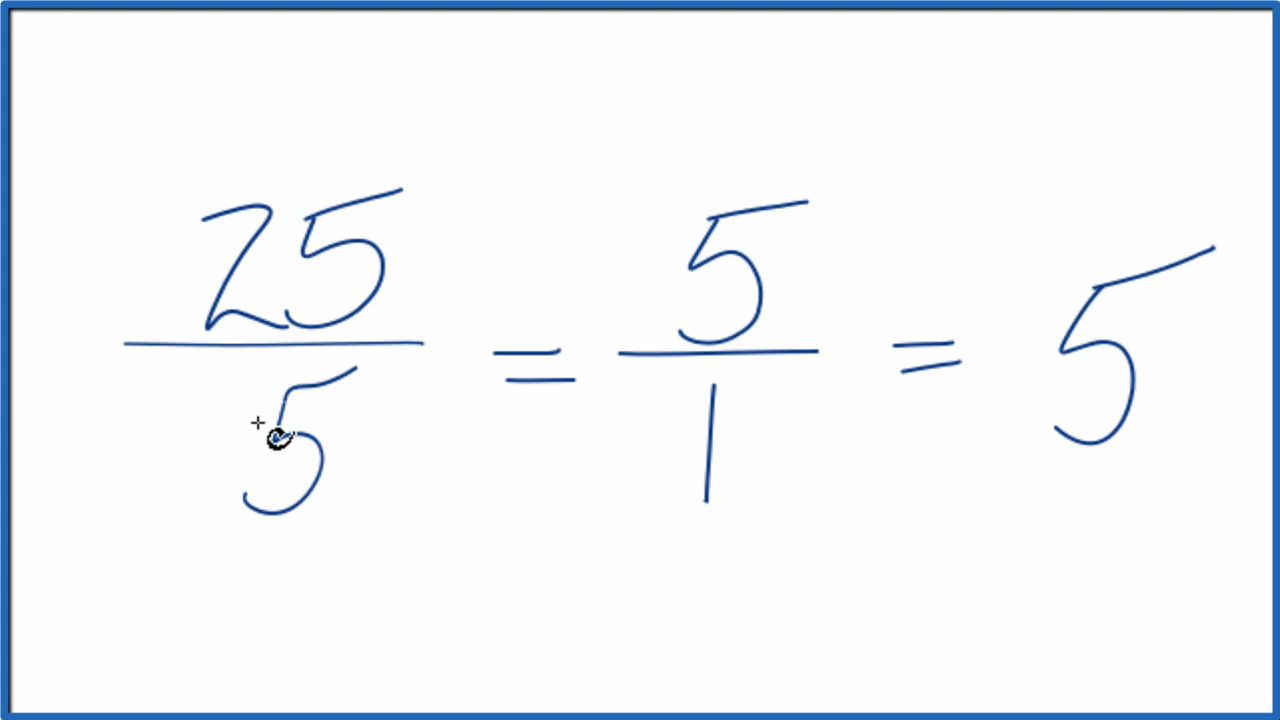 25/5 = 5/1 = 5